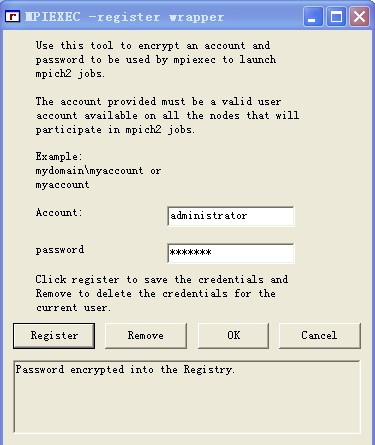 MPIEXEC -register wrapper
Use this tool to encrypt an account and
password to be used by mpiexec to launch
mpich2 jobs.
The account provided must be a valid user
account available on all the nodes that will
participate in mpich2 jobs.
Example:
mydomain\myaccount or
myaccount
Account:
administrator
password
*******
Click register to save the credentials and
Remove to delete the credentials for the
current user.
Register Remove OK Cancel
Password encrypted into the Registry.